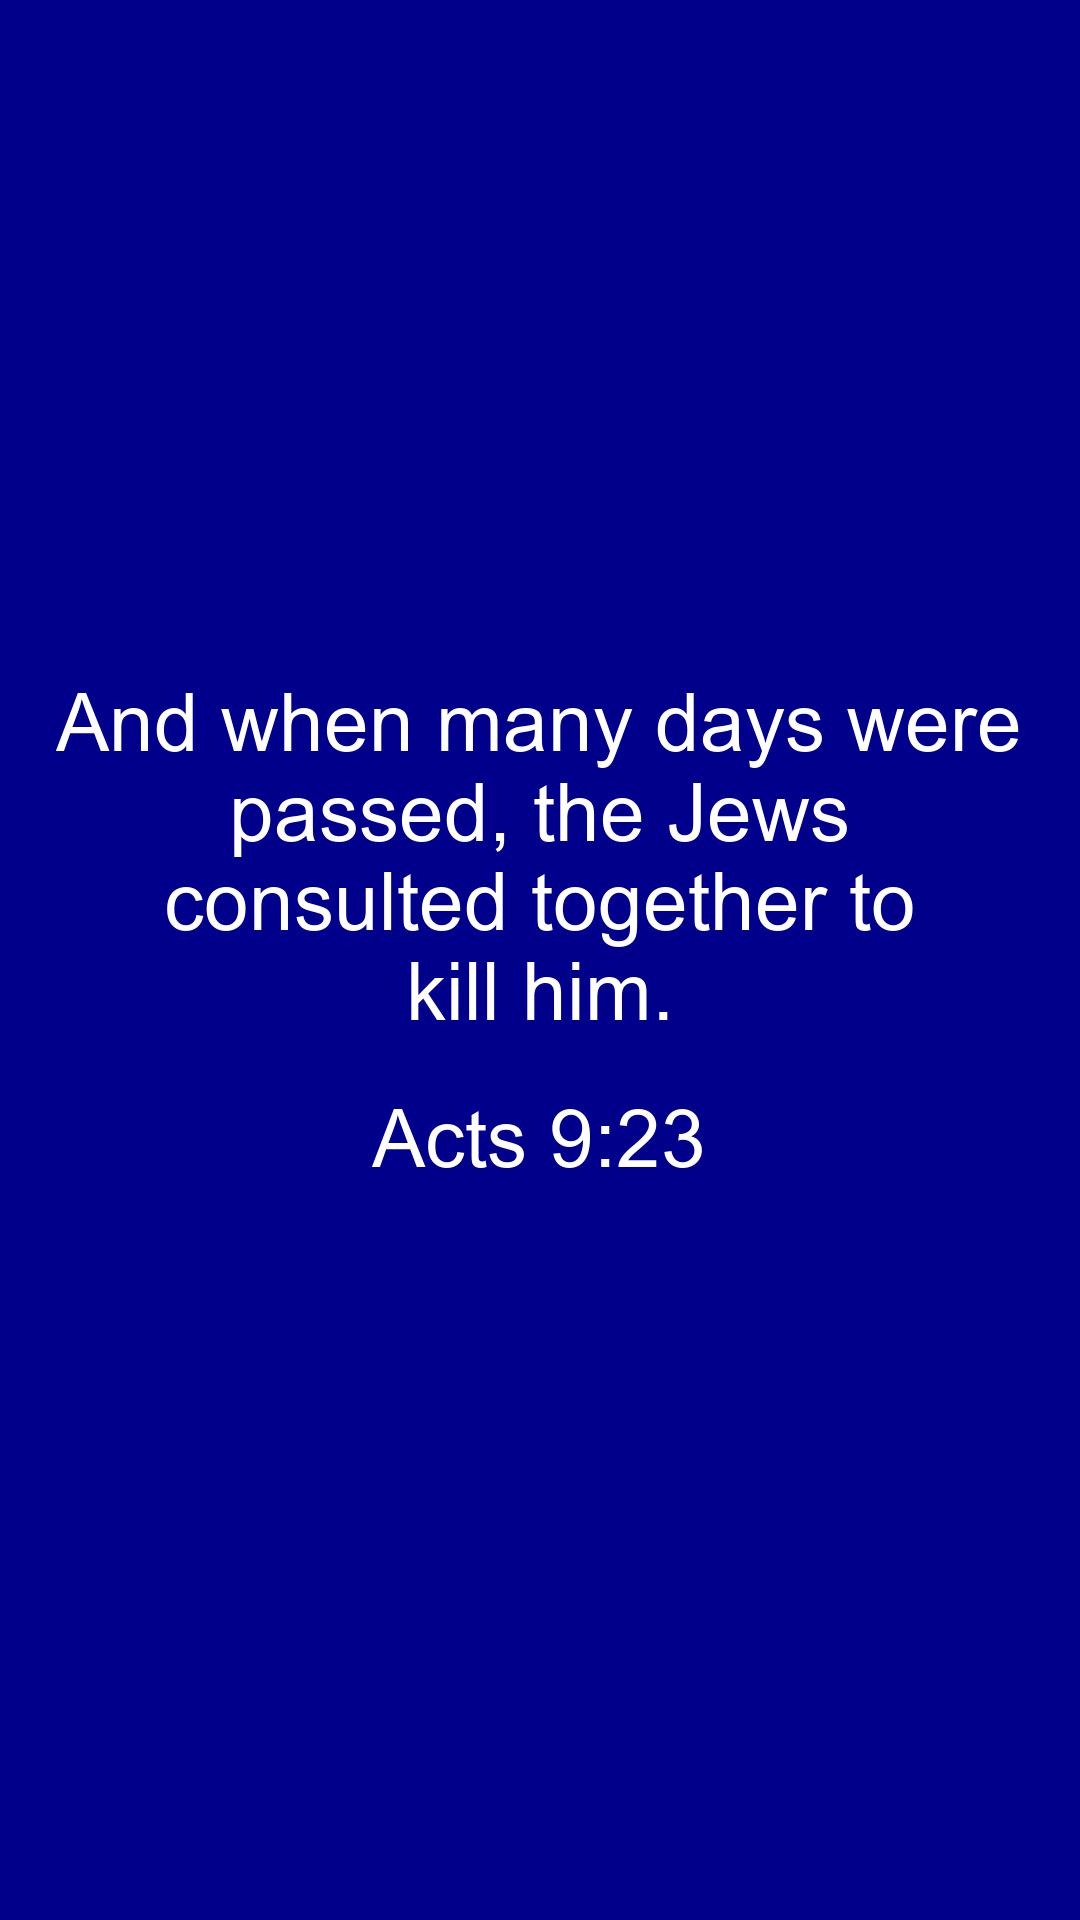 And when many days were
passed, the Jews
consulted together to
kill him.
Acts 9:23